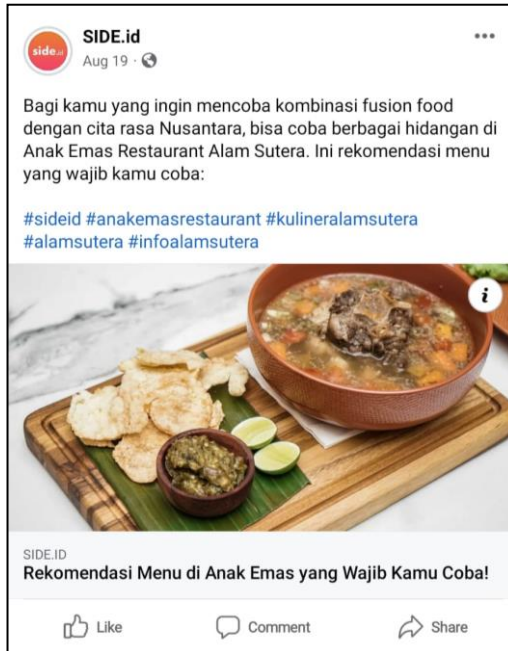 side.id
SIDE.id
Aug 19 ·
Bagi kamu yang ingin mencoba kombinasi fusion food
dengan cita rasa Nusantara, bisa coba berbagai hidangan di
Anak Emas Restaurant Alam Sutera. Ini rekomendasi menu
yang wajib kamu coba:
#sideid #anakemasrestaurant #kulineralamsutera
#alamsutera #infoalamsutera
i
SIDE.ID
Rekomendasi Menu di Anak Emas yang Wajib Kamu Coba!
Like Comment Share